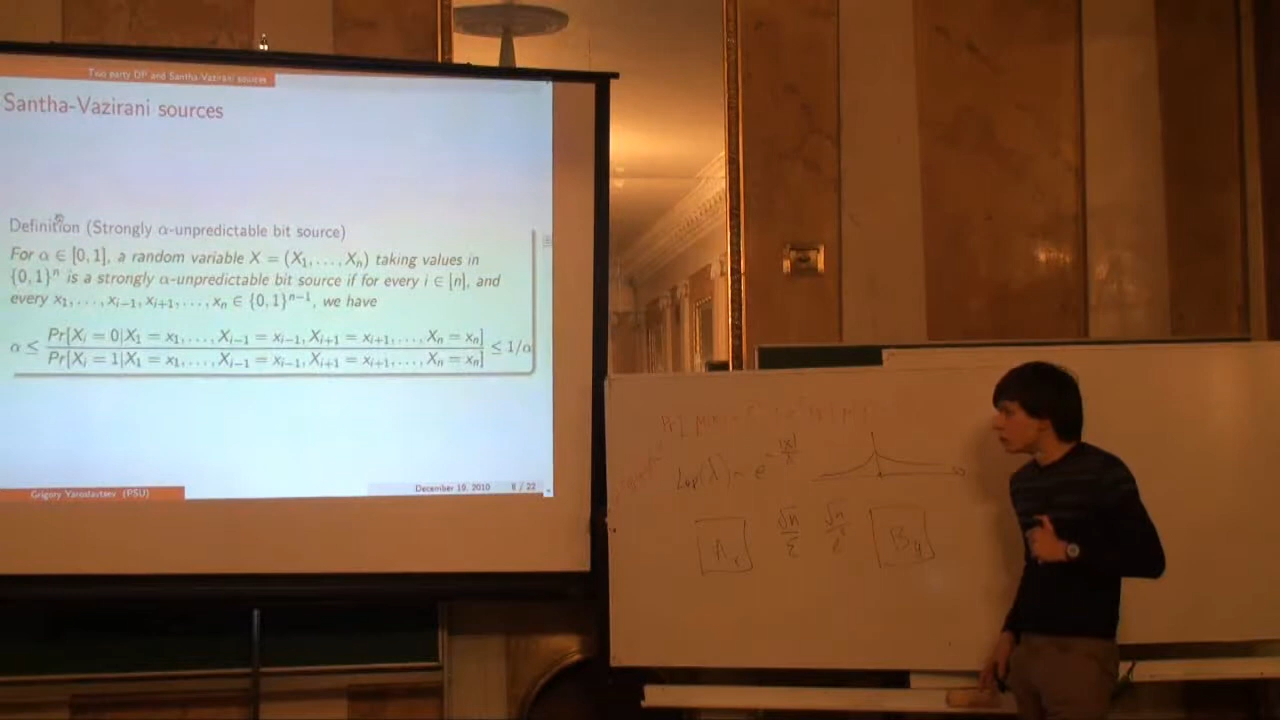 Two party DP and Santha-Vazirani sources
Santha-Vazirani sources
Definition (Strongly α-unpredictable bit source)
For α ∈ [0, 1], a random variable X = (X₁, . . . , Xₙ) taking values in
{0, 1}ⁿ is a strongly α-unpredictable bit source if for every i ∈ [n], and
every x₁, . . . , xᵢ₋₁, xᵢ₊₁, . . . , xₙ ∈ {0, 1}ⁿ⁻¹, we have
α ≤ Pr[Xᵢ = 0|X₁ = x₁, . . . , Xᵢ₋₁ = xᵢ₋₁, Xᵢ₊₁ = xᵢ₊₁, . . . , Xₙ = xₙ] / Pr[Xᵢ = 1|X₁ = x₁, . . . , Xᵢ₋₁ = xᵢ₋₁, Xᵢ₊₁ = xᵢ₊₁, . . . , Xₙ = xₙ] ≤ 1/α
Grigory Yaroslavtsev (PSU)
December 19, 2010
8 / 22
Lap(λ) ~ e^-|x|/λ
√n/ε